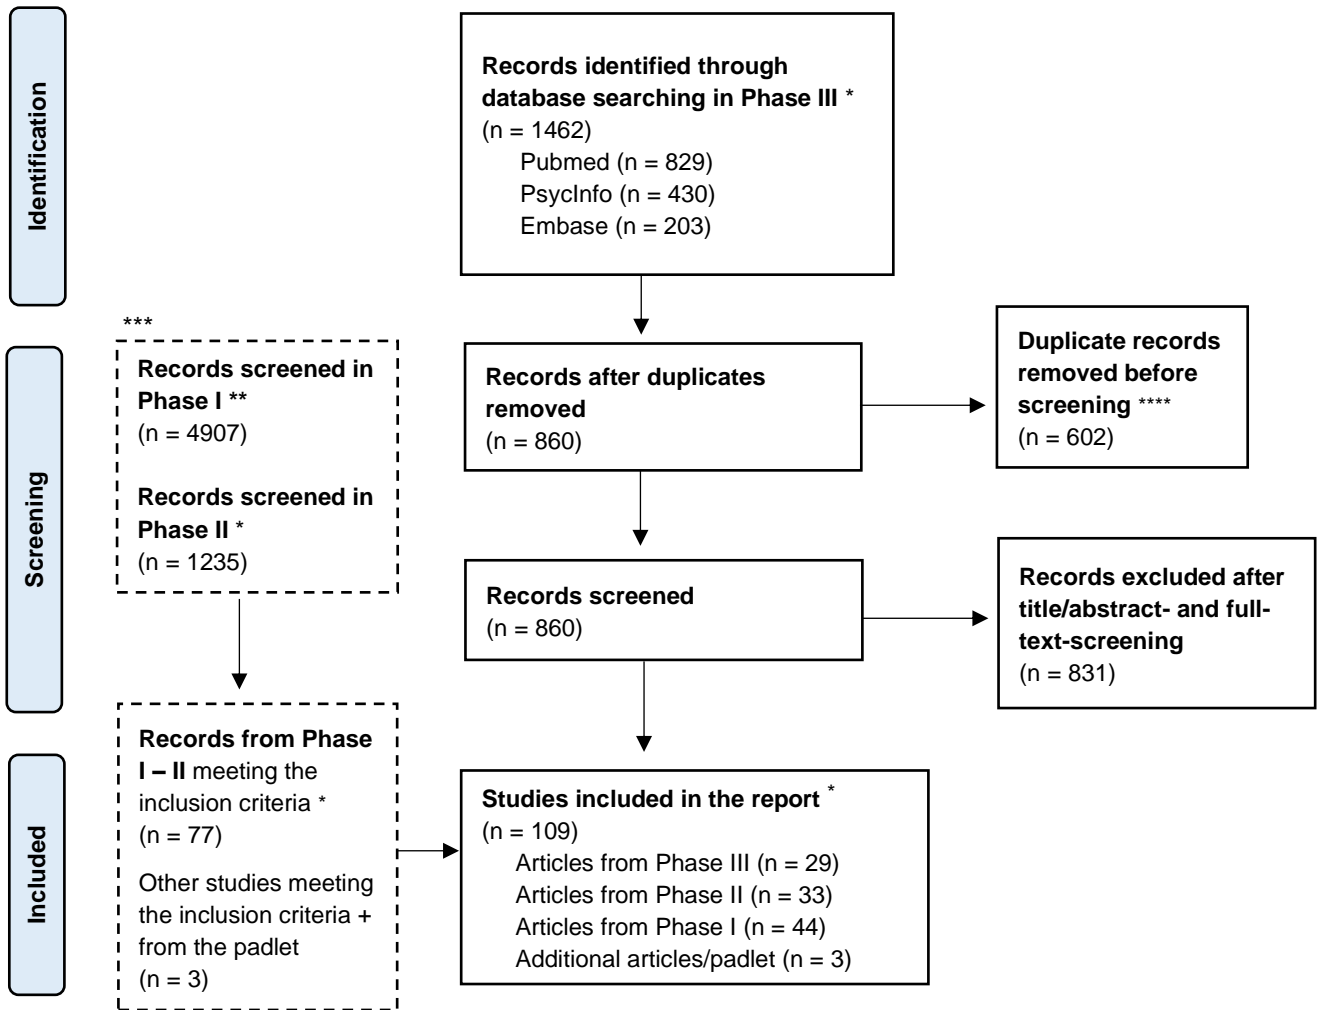 Identification
Records identified through
database searching in Phase III *
(n = 1462)
Pubmed (n = 829)
PsycInfo (n = 430)
Embase (n = 203)
Screening
***
Records screened in
Phase I **
(n = 4907)
Records screened in
Phase II *
(n = 1235)
Records after duplicates
removed
(n = 860)
Duplicate records
removed before
screening ****
(n = 602)
Records screened
(n = 860)
Records excluded after
title/abstract- and full-
text-screening
(n = 831)
Included
Records from Phase
I – II meeting the
inclusion criteria *
(n = 77)
Other studies meeting
the inclusion criteria +
from the padlet
(n = 3)
Studies included in the report *
(n = 109)
Articles from Phase III (n = 29)
Articles from Phase II (n = 33)
Articles from Phase I (n = 44)
Additional articles/padlet (n = 3)